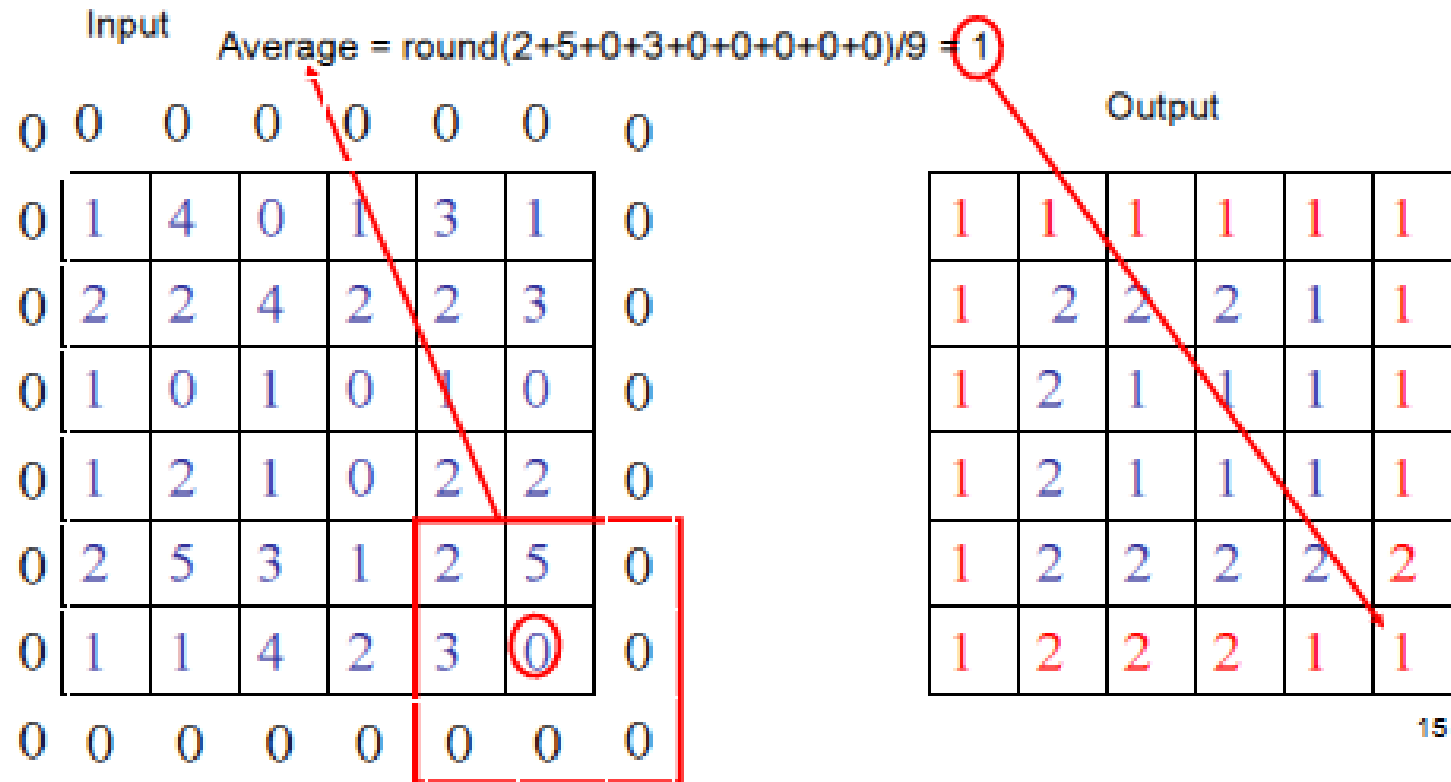 Input
Average = round(2+5+0+3+0+0+0+0+0)/9 = 1
Output
0 0 0 0 0 0 0 0
0 1 4 0 1 3 1 0
1 1 1 1 1 1
0 2 2 4 2 2 3 0
1 2 2 2 1 1
0 1 0 1 0 1 0 0
1 2 1 1 1 1
0 1 2 1 0 2 2 0
1 2 1 1 1 1
0 2 5 3 1 2 5 0
1 2 2 2 2 2
0 1 1 4 2 3 0 0
1 2 2 2 1 1
0 0 0 0 0 0 0 0
15